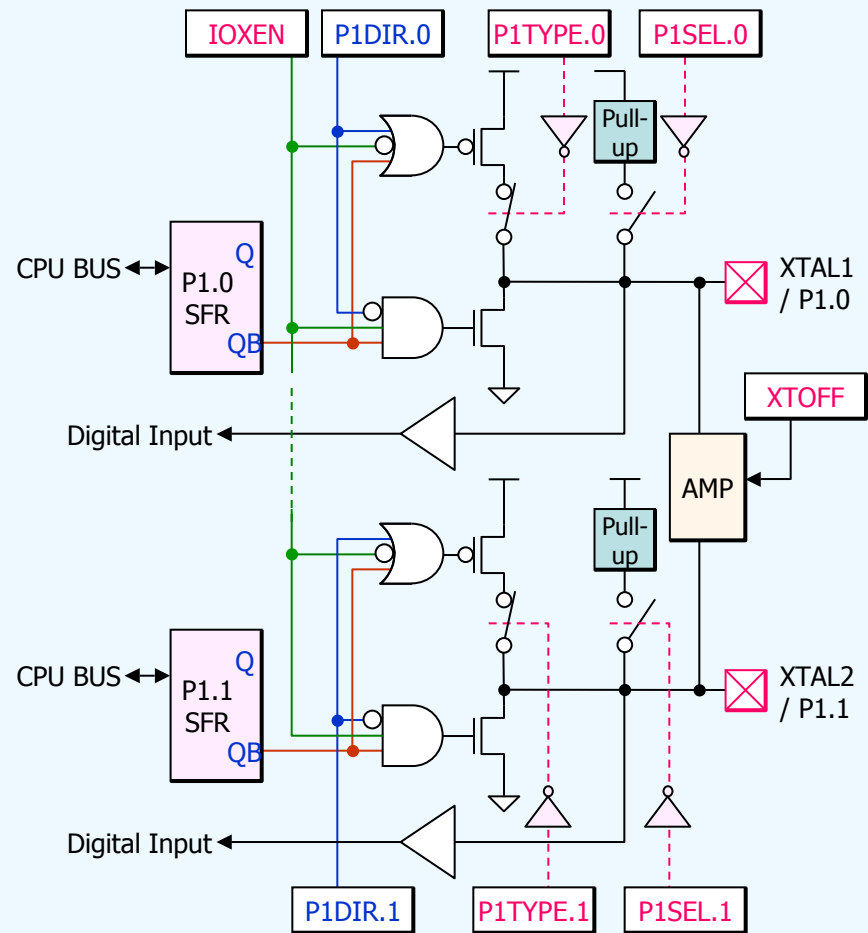 IOXEN
P1DIR.0
P1TYPE.0
P1SEL.0
Pull-
up
CPU BUS
Q
P1.0
SFR
QB
XTAL1
/ P1.0
XTOFF
Digital Input
AMP
Pull-
up
CPU BUS
Q
P1.1
SFR
QB
XTAL2
/ P1.1
Digital Input
P1DIR.1
P1TYPE.1
P1SEL.1